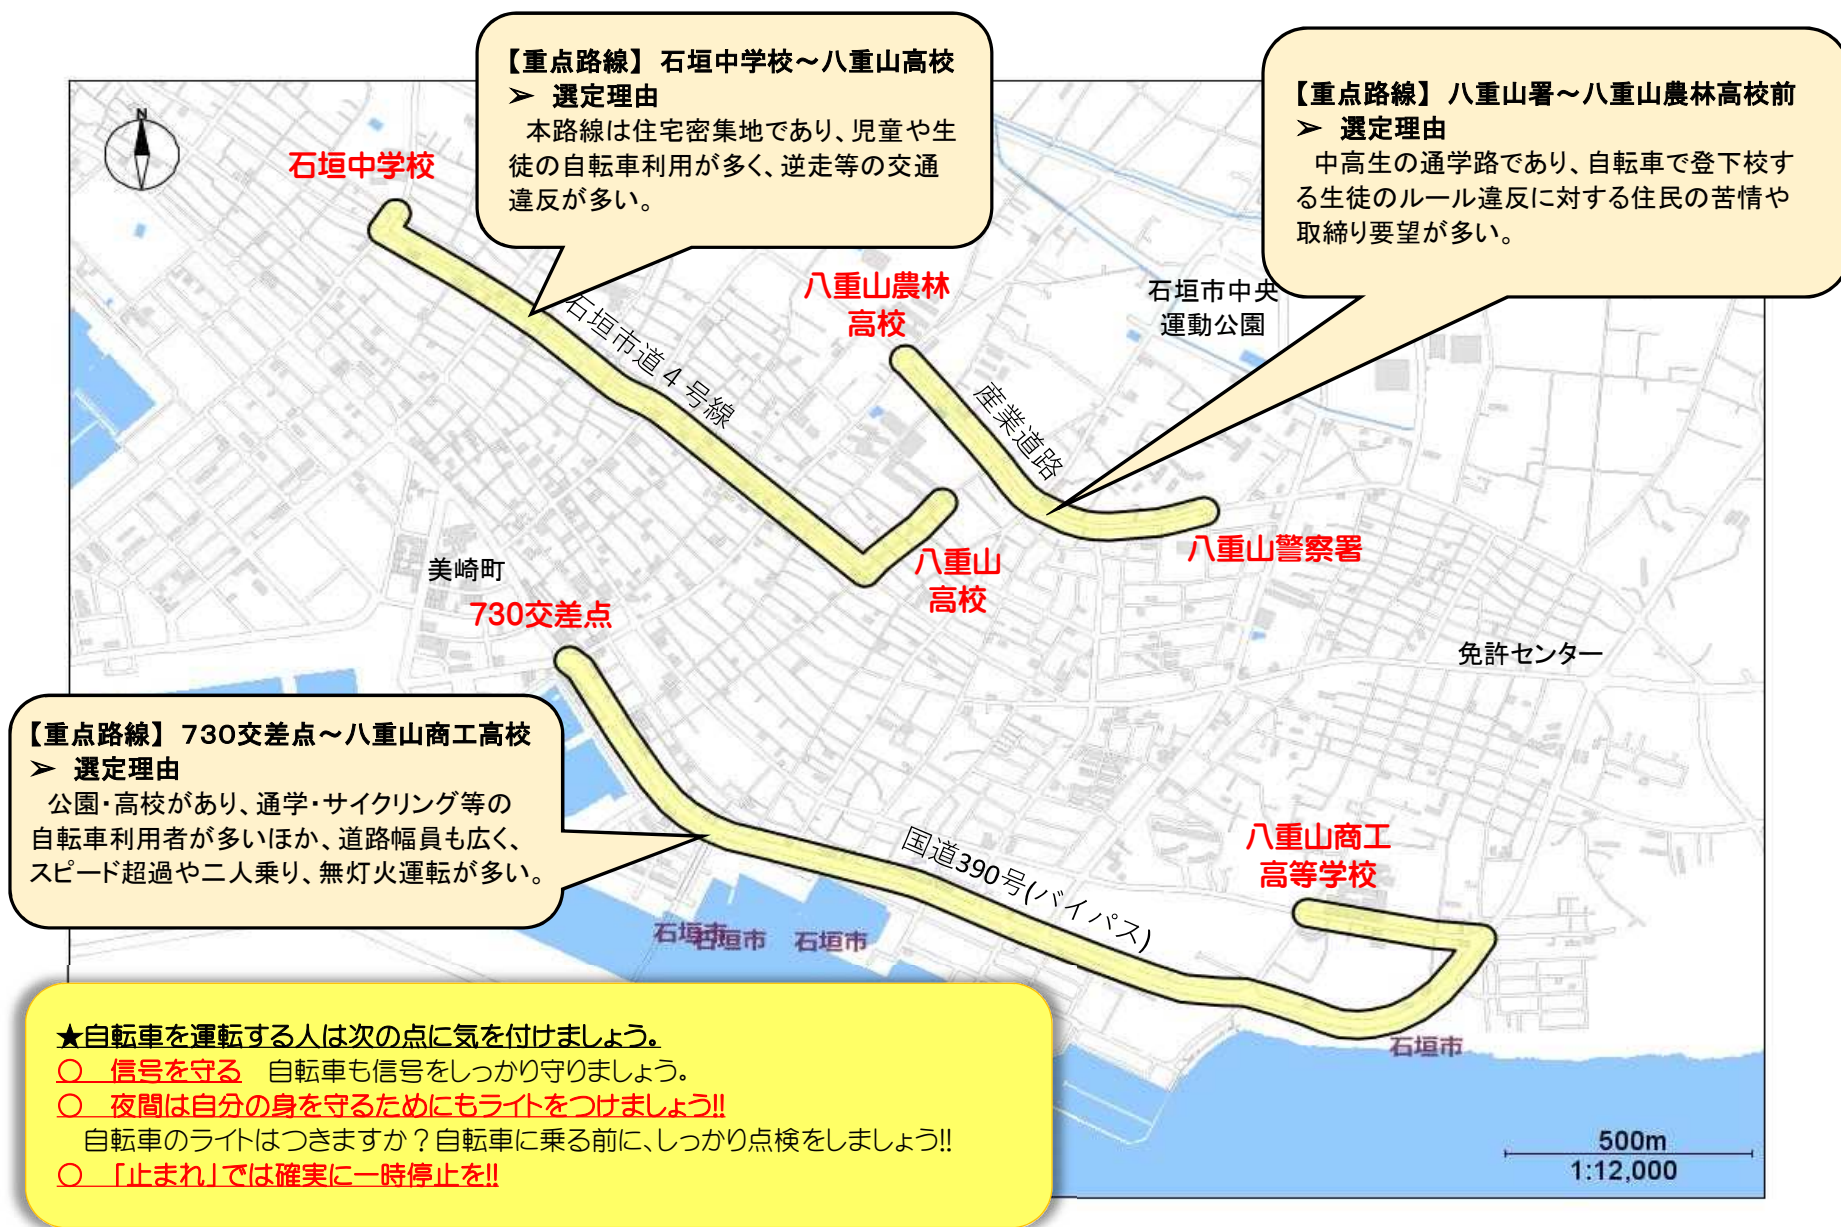 【重点路線】 石垣中学校～八重山高校
➢ 選定理由
本路線は住宅密集地であり、児童や生
徒の自転車利用が多く、逆走等の交通
違反が多い。
【重点路線】 八重山署～八重山農林高校前
➢ 選定理由
中高生の通学路であり、自転車で登下校す
る生徒のルール違反に対する住民の苦情や
取締り要望が多い。
N
石垣中学校
八重山農林
高校
石垣市中央
運動公園
石垣市道４号線
産業道路
八重山警察署
八重山
高校
美崎町
730交差点
免許センター
【重点路線】 730交差点～八重山商工高校
➢ 選定理由
公園・高校があり、通学・サイクリング等の
自転車利用者が多いほか、道路幅員も広く、
スピード超過や二人乗り、無灯火運転が多い。
国道390号(バイパス)
八重山商工
高等学校
石垣市
石垣市
石垣市
石垣市
★自転車を運転する人は次の点に気を付けましょう。
○ 信号を守る 自転車も信号をしっかり守りましょう。
○ 夜間は自分の身を守るためにもライトをつけましょう!!
自転車のライトはつきますか？自転車に乗る前に、しっかり点検をしましょう!!
○ 「止まれ」では確実に一時停止を!!
500m
1:12,000